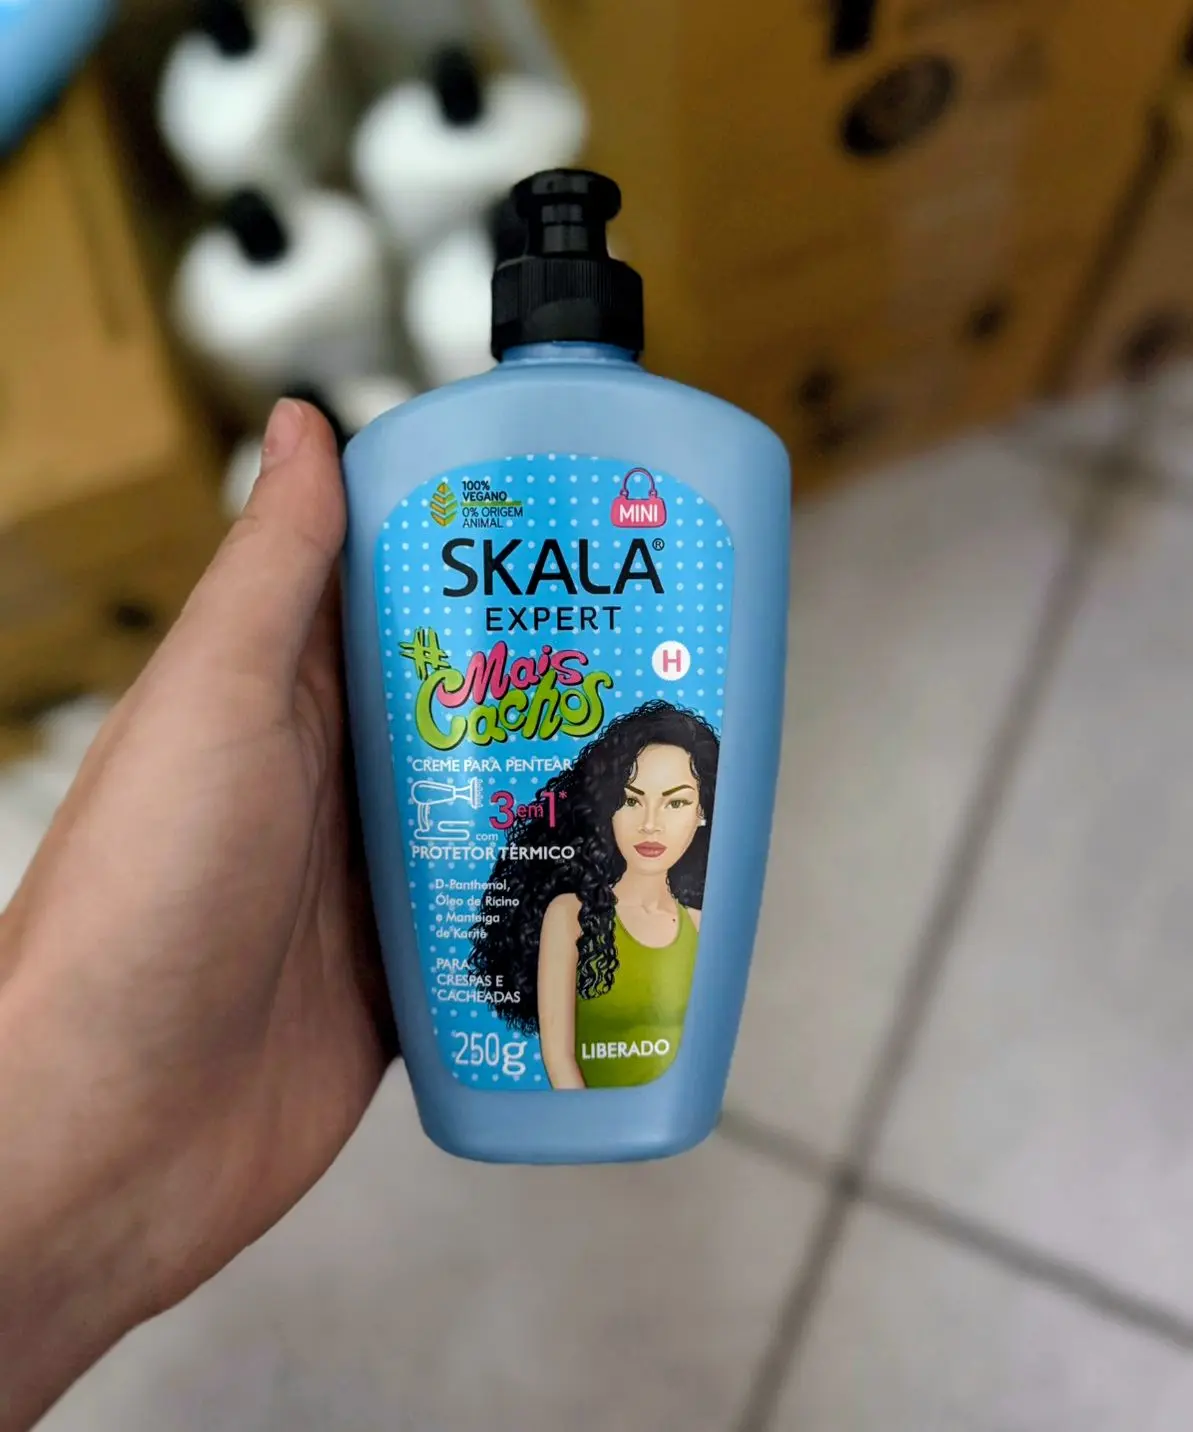 100%
VEGANO
0% ORIGEM
ANIMAL
MINI
SKALA®
EXPERT
#Mais
Cachos
H
CREME PARA PENTEAR
3em1*
com
PROTETOR TÉRMICO
D-Panthenol,
Óleo de Rícino
e Manteiga
de Karité
PARA
CRESPAS E
CACHEADAS
250g
LIBERADO